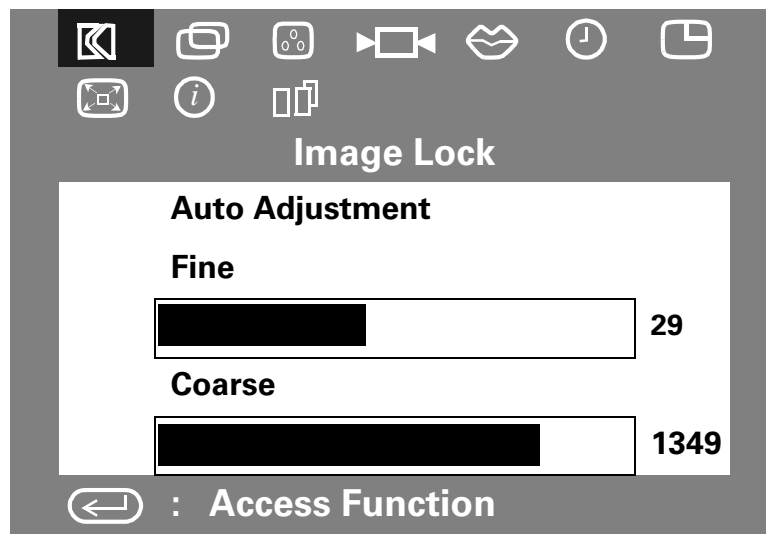 Image Lock
Auto Adjustment
Fine
29
Coarse
1349
: Access Function